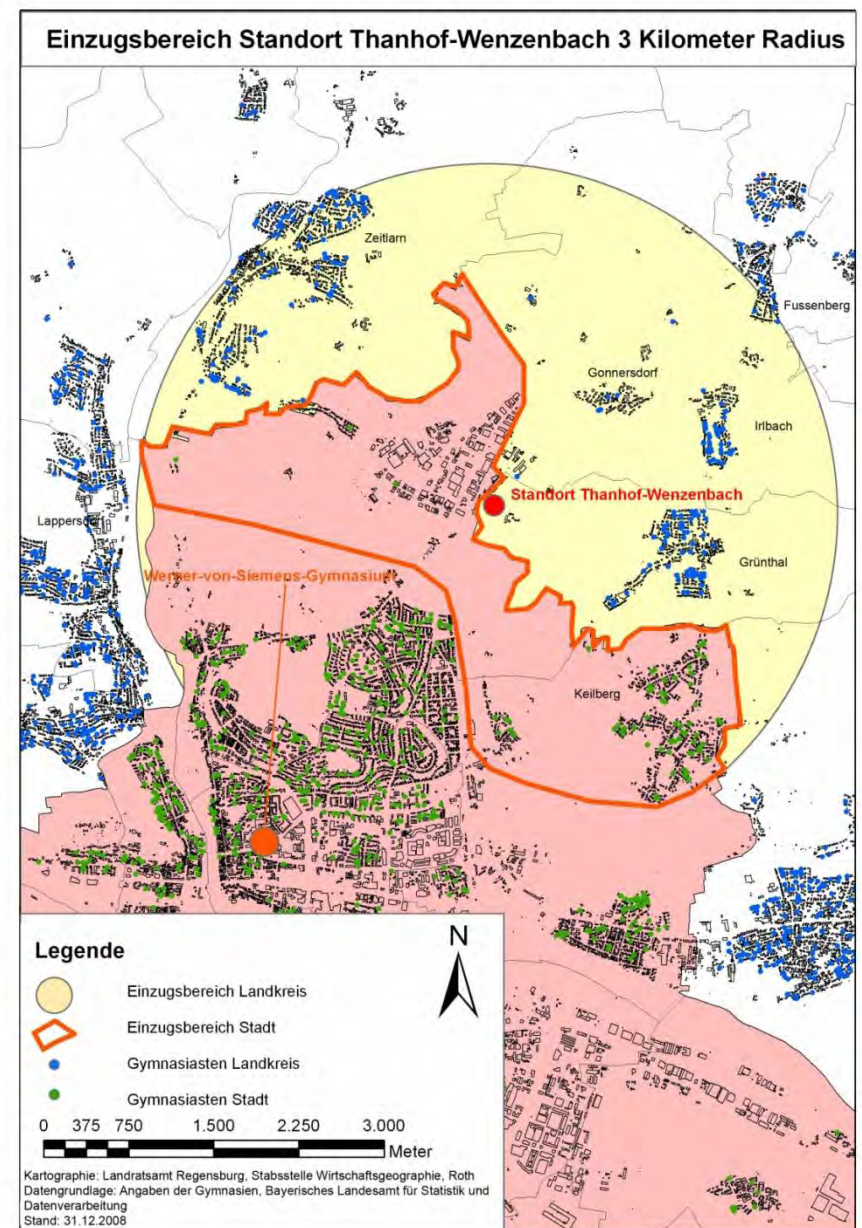 Einzugsbereich Standort Thanhof-Wenzenbach 3 Kilometer Radius
Zeitlarn
Fussenberg
Gonnersdorf
Irlbach
Standort Thanhof-Wenzenbach
Lappersdorf
Grünthal
Werner-von-Siemens-Gymnasium
Keilberg
Legende
N
Einzugsbereich Landkreis
Einzugsbereich Stadt
Gymnasiasten Landkreis
Gymnasiasten Stadt
0 375 750 1.500 2.250 3.000
Meter
Kartographie: Landratsamt Regensburg, Stabsstelle Wirtschaftsgeographie, Roth
Datengrundlage: Angaben der Gymnasien, Bayerisches Landesamt für Statistik und
Datenverarbeitung
Stand: 31.12.2008